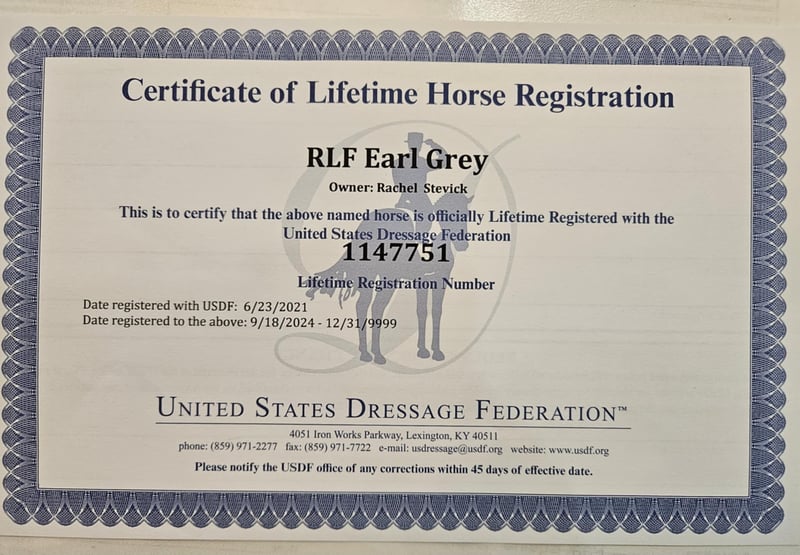 Certificate of Lifetime Horse Registration
RLF Earl Grey
Owner: Rachel Stevick
This is to certify that the above named horse is officially Lifetime Registered with the
United States Dressage Federation
1147751
Lifetime Registration Number
Date registered with USDF: 6/23/2021
Date registered to the above: 9/18/2024 - 12/31/9999
UNITED STATES DRESSAGE FEDERATION™
4051 Iron Works Parkway, Lexington, KY 40511
phone: (859) 971-2277 fax: (859) 971-7722 e-mail: usdressage@usdf.org website: www.usdf.org
Please notify the USDF office of any corrections within 45 days of effective date.